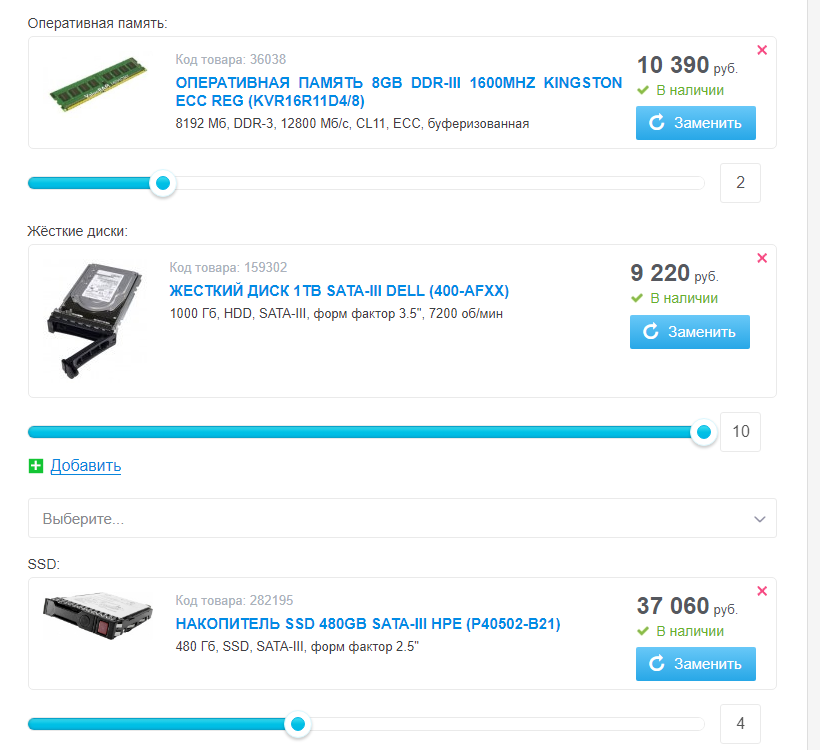 Оперативная память:
Код товара: 36038
ОПЕРАТИВНАЯ ПАМЯТЬ 8GB DDR-III 1600MHZ KINGSTON
ECC REG (KVR16R11D4/8)
8192 Мб, DDR-3, 12800 Мб/с, CL11, ECC, буферизованная
10 390 руб.
В наличии
Заменить
2
Жёсткие диски:
Код товара: 159302
ЖЕСТКИЙ ДИСК 1TB SATA-III DELL (400-AFXX)
1000 Гб, HDD, SATA-III, форм фактор 3.5", 7200 об/мин
9 220 руб.
В наличии
Заменить
10
Добавить
Выберите...
SSD:
Код товара: 282195
НАКОПИТЕЛЬ SSD 480GB SATA-III HPE (P40502-B21)
480 Гб, SSD, SATA-III, форм фактор 2.5"
37 060 руб.
В наличии
Заменить
4